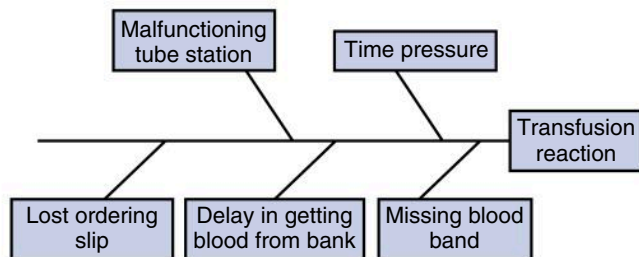 Malfunctioning
tube station
Time pressure
Transfusion
reaction
Lost ordering
slip
Delay in getting
blood from bank
Missing blood
band